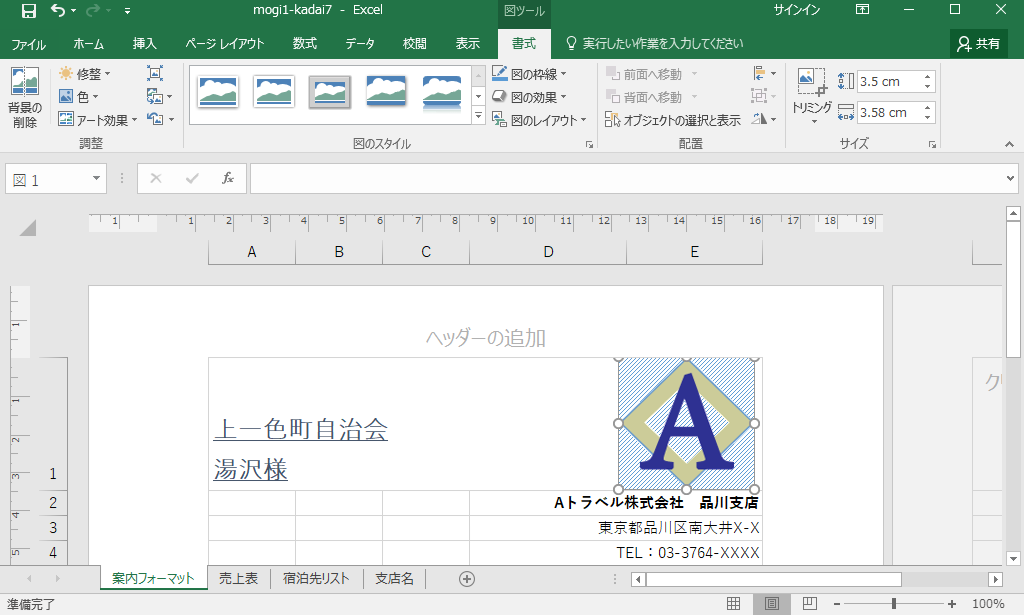 mogi1-kadai7 - Excel
図ツール
サインイン
ファイル ホーム 挿入 ページ レイアウト 数式 データ 校閲 表示 書式 実行したい作業を入力してください 共有
背景の
削除
修整
色
アート効果
調整
図のスタイル
図の枠線
図の効果
図のレイアウト
前面へ移動
背面へ移動
オブジェクトの選択と表示
配置
トリミング
3.5 cm
3.58 cm
サイズ
図 1
fx
1 1 2 3 4 5 6 7 8 9 10 11 12 13 14 15 16 17 18 19
A B C D E
ヘッダーの追加
上一色町自治会
湯沢様
A
Aトラベル株式会社 品川支店
東京都品川区南大井X-X
TEL：03-3764-XXXX
1
2
3
4
1
1
2
3
4
5
案内フォーマット 売上表 宿泊先リスト 支店名
準備完了
100%